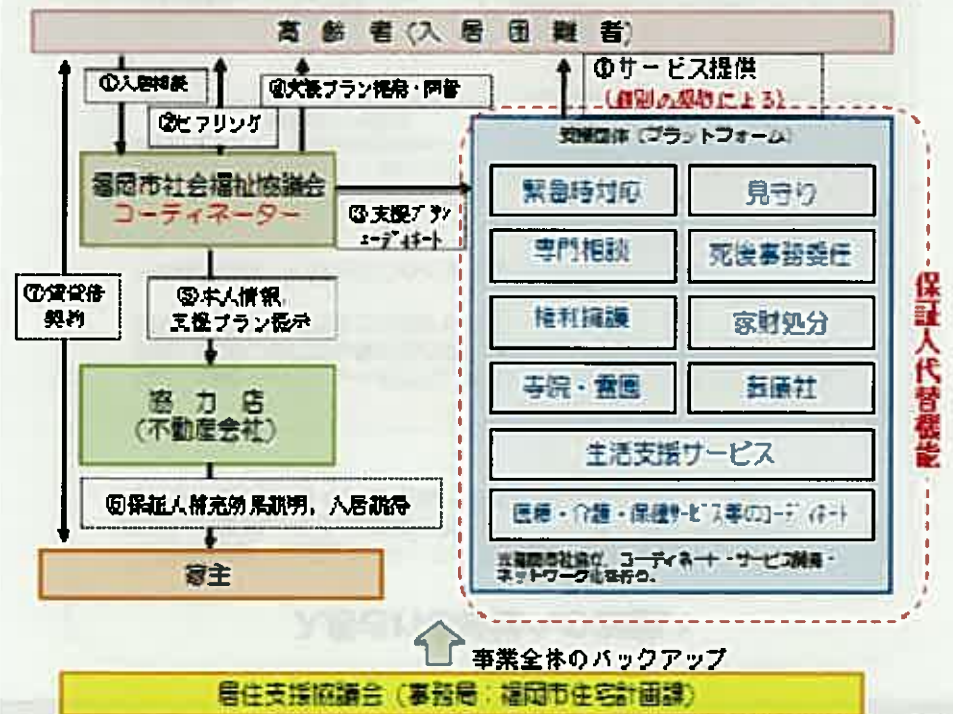 高齢者(入居困難者)
①入居相談
②ヒアリング
④支援プラン提示・同意
サービス提供
(個別の契約による)
福岡市社会福祉協議会
コーディネーター
③支援プラン
コーディネート
⑦賃貸借
契約
⑤本人情報、
支援プラン提示
協力店
(不動産会社)
⑥保証人補完効果説明、入居説得
家主
支援団体(プラットフォーム)
緊急時対応
見守り
専門相談
死後事務委任
権利擁護
家財処分
寺院・霊園
葬儀社
生活支援サービス
医療・介護・保健サービス等のコーディネート
※福岡市社協が、コーディネート・サービス開発・
ネットワーク化を行う。
保証人代替機能
事業全体のバックアップ
居住支援協議会(事務局:福岡市住宅計画課)